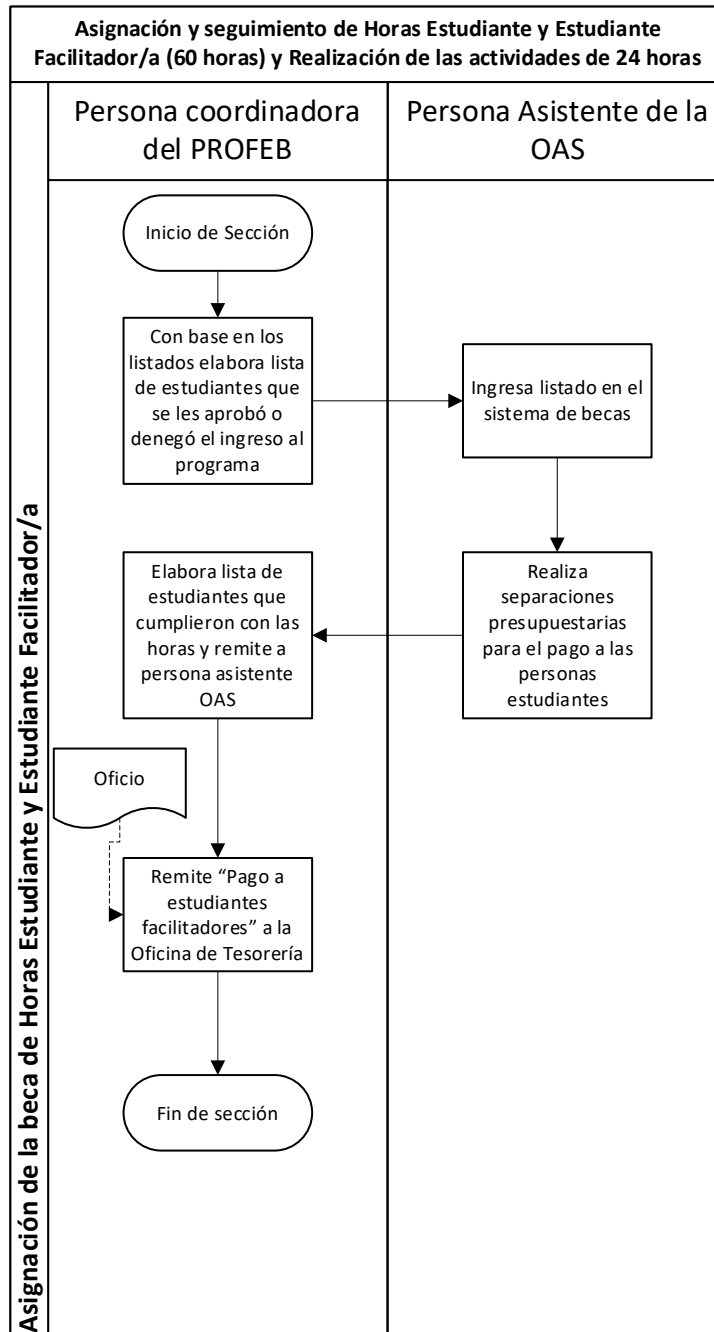 Asignación y seguimiento de Horas Estudiante y Estudiante
Facilitador/a (60 horas) y Realización de las actividades de 24 horas
Asignación de la beca de Horas Estudiante y Estudiante Facilitador/a
Persona coordinadora
del PROFEB
Persona Asistente de la
OAS
Inicio de Sección
Con base en los
listados elabora lista
de estudiantes que
se les aprobó o
denegó el ingreso al
programa
Ingresa listado en el
sistema de becas
Realiza
separaciones
presupuestarias
para el pago a las
personas
estudiantes
Elabora lista de
estudiantes que
cumplieron con las
horas y remite a
persona asistente
OAS
Oficio
Remite “Pago a
estudiantes
facilitadores” a la
Oficina de Tesorería
Fin de sección